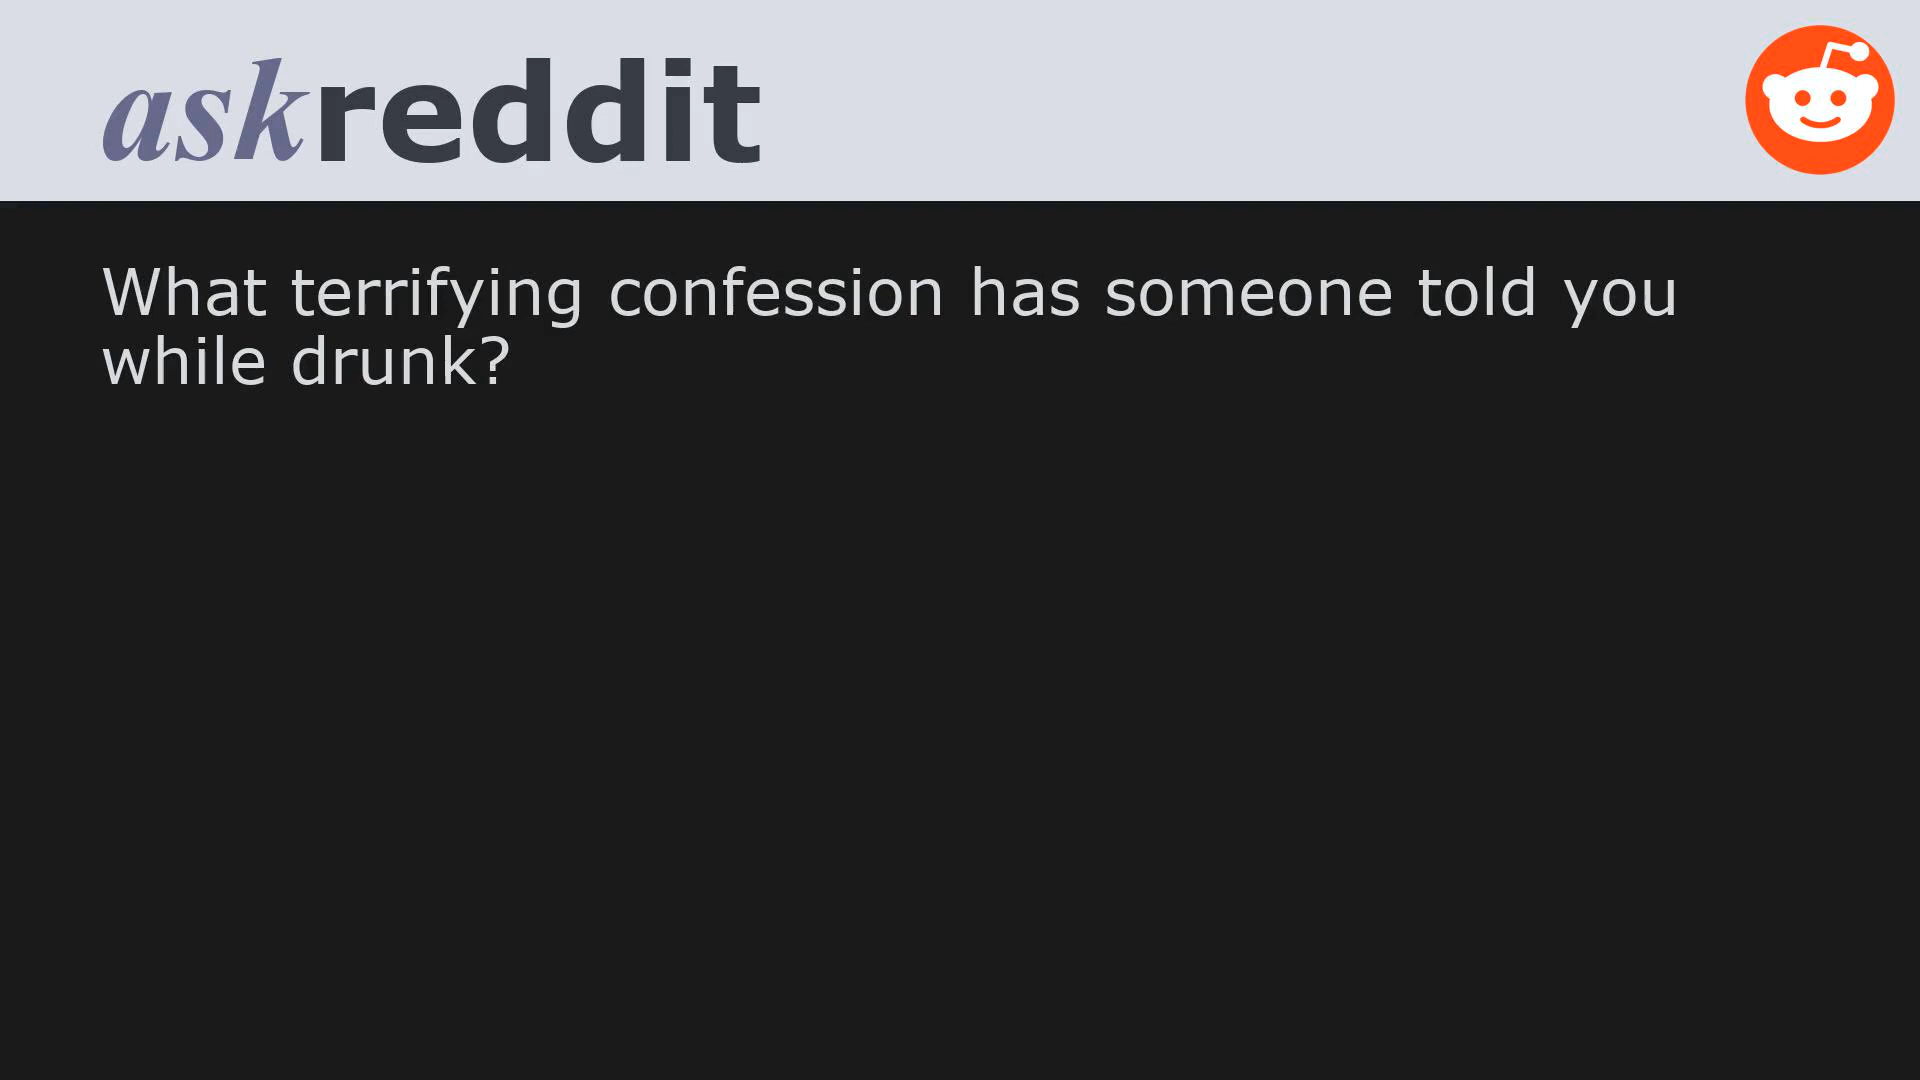 askreddit
What terrifying confession has someone told you
while drunk?